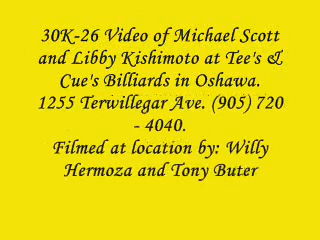 30K-26 Video of Michael Scott
and Libby Kishimoto at Tee's &
Cue's Billiards in Oshawa.
1255 Terwillegar Ave. (905) 720
- 4040.
Filmed at location by: Willy
Hermoza and Tony Buter